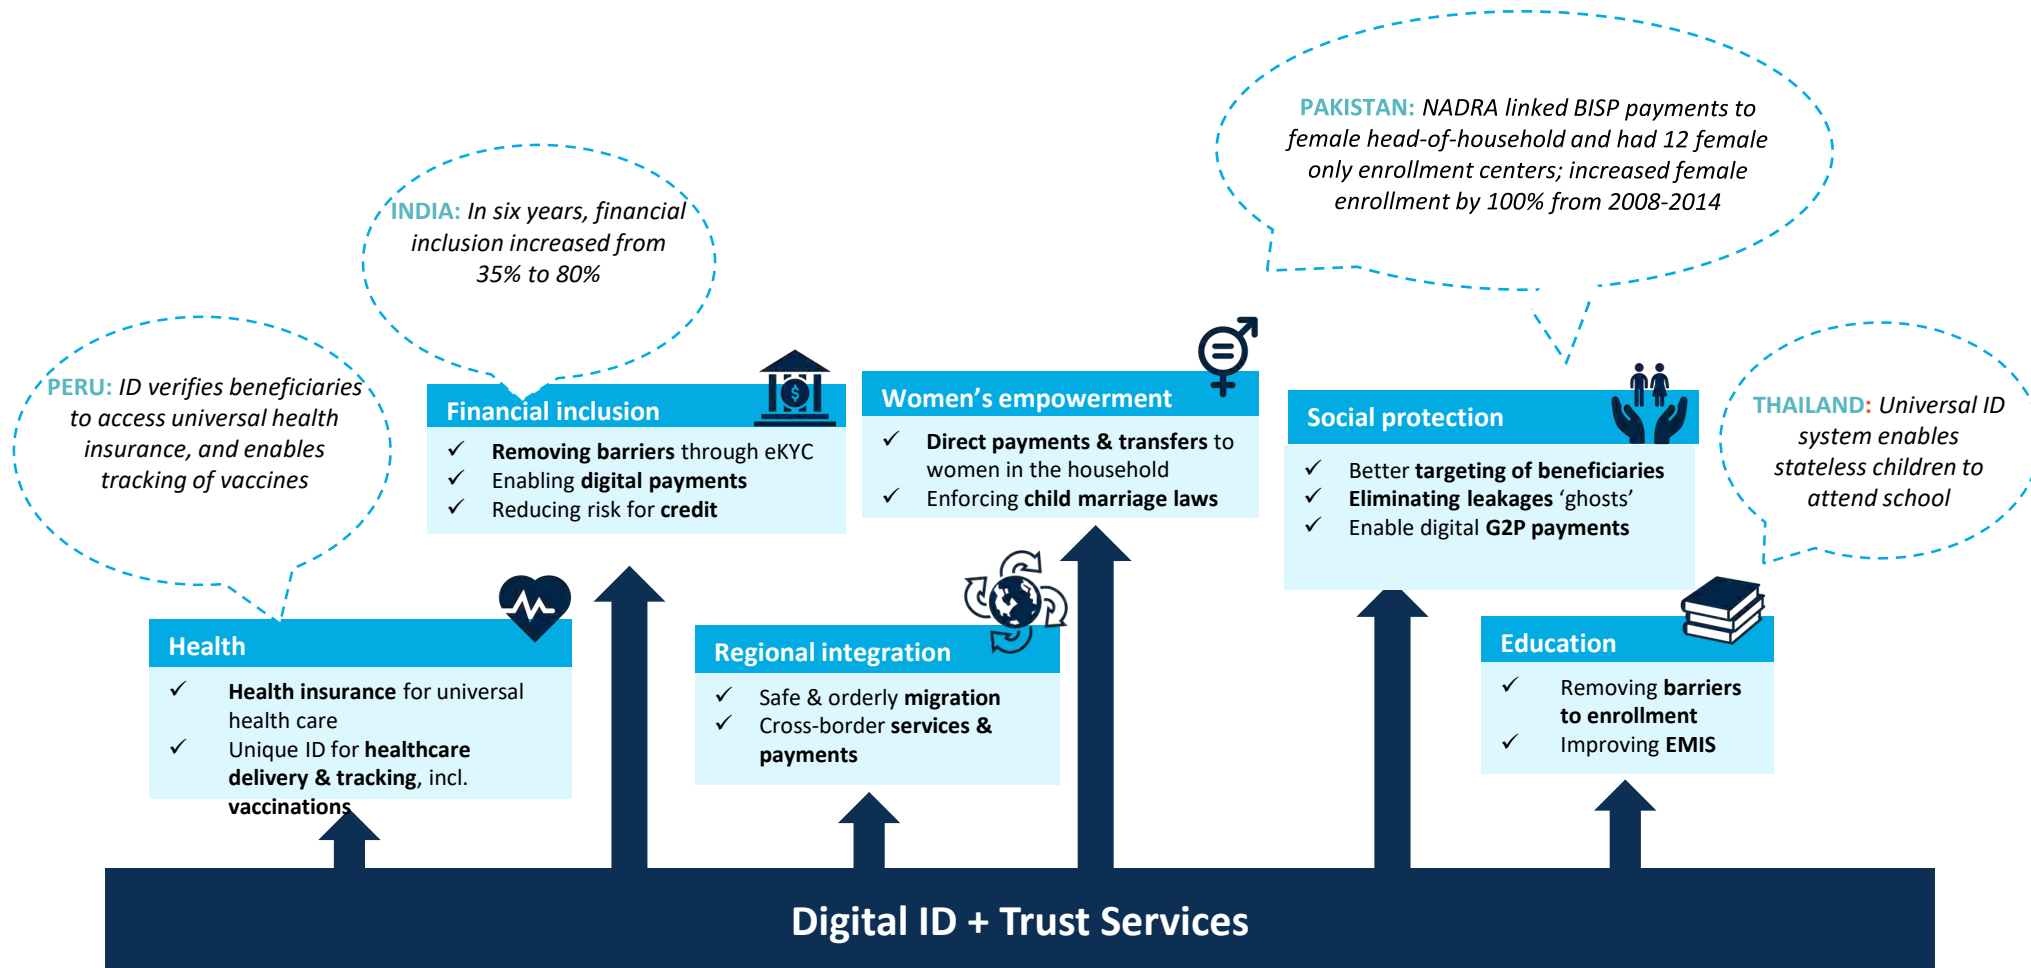 PAKISTAN: NADRA linked BISP payments to
female head-of-household and had 12 female
only enrollment centers; increased female
enrollment by 100% from 2008-2014
INDIA: In six years, financial
inclusion increased from
35% to 80%
PERU: ID verifies beneficiaries
to access universal health
insurance, and enables
tracking of vaccines
THAILAND: Universal ID
system enables
stateless children to
attend school
Financial inclusion
✓ Removing barriers through eKYC
✓ Enabling digital payments
✓ Reducing risk for credit
Women's empowerment
✓ Direct payments & transfers to
women in the household
✓ Enforcing child marriage laws
Social protection
✓ Better targeting of beneficiaries
✓ Eliminating leakages ‘ghosts’
✓ Enable digital G2P payments
Health
✓ Health insurance for universal
health care
✓ Unique ID for healthcare
delivery & tracking, incl.
vaccinations
Regional integration
✓ Safe & orderly migration
✓ Cross-border services &
payments
Education
✓ Removing barriers
to enrollment
✓ Improving EMIS
Digital ID + Trust Services